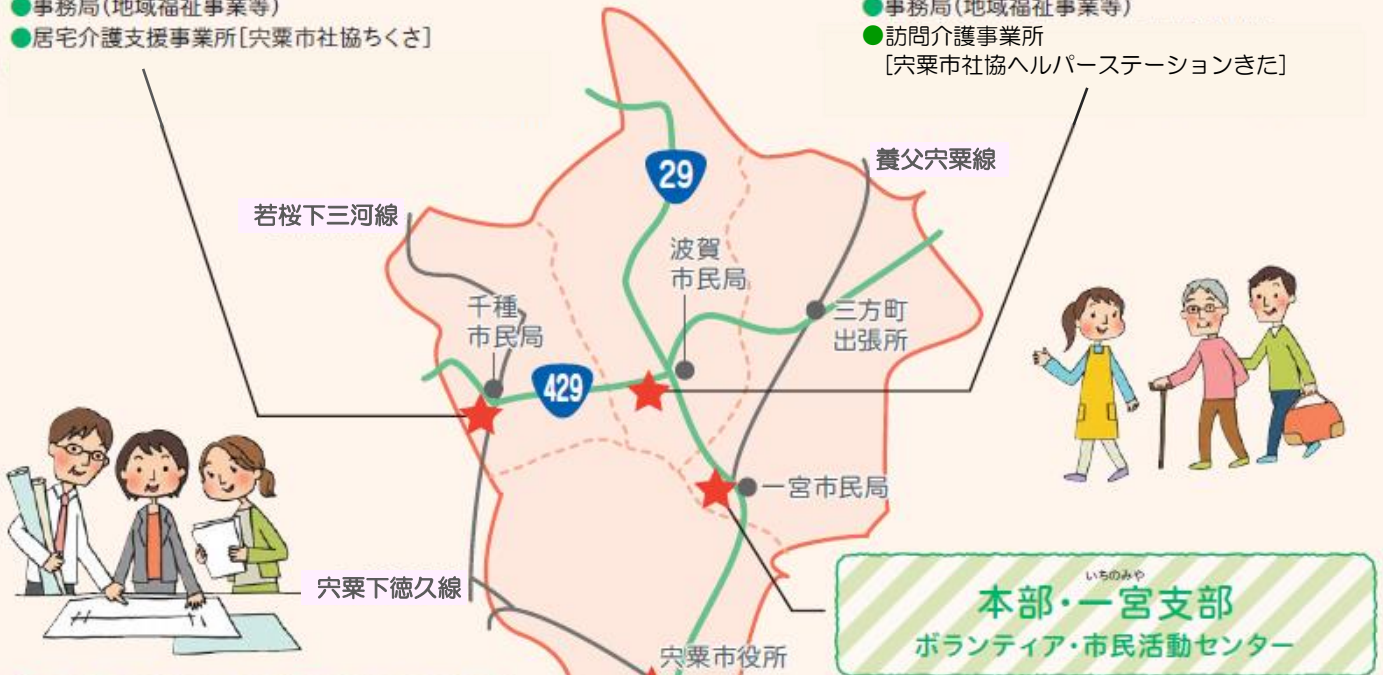 ●事務局(地域福祉事業等)
●居宅介護支援事業所[宍粟市社協ちくさ]
●事務局(地域福祉事業等)
●訪問介護事業所
[宍粟市社協ヘルパーステーションきた]
29
養父宍粟線
若桜下三河線
波賀
市民局
千種
市民局
三方町
出張所
429
一宮市民局
宍粟下徳久線
いちのみや
本部・一宮支部
ボランティア・市民活動センター
宍粟市役所